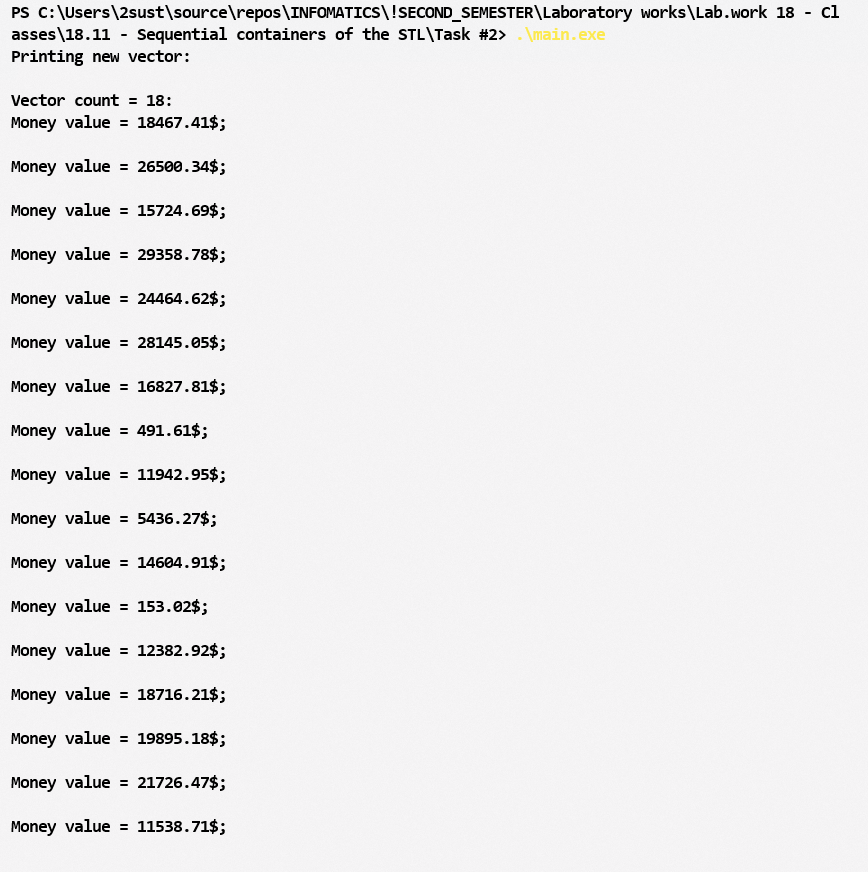 PS C:\Users\2sust\source\repos\INFOMATICS\!SECOND_SEMESTER\Laboratory works\Lab.work 18 - Cl
asses\18.11 - Sequential containers of the STL\Task #2> .\main.exe
Printing new vector:
Vector count = 18:
Money value = 18467.41$;
Money value = 26500.34$;
Money value = 15724.69$;
Money value = 29358.78$;
Money value = 24464.62$;
Money value = 28145.05$;
Money value = 16827.81$;
Money value = 491.61$;
Money value = 11942.95$;
Money value = 5436.27$;
Money value = 14604.91$;
Money value = 153.02$;
Money value = 12382.92$;
Money value = 18716.21$;
Money value = 19895.18$;
Money value = 21726.47$;
Money value = 11538.71$;